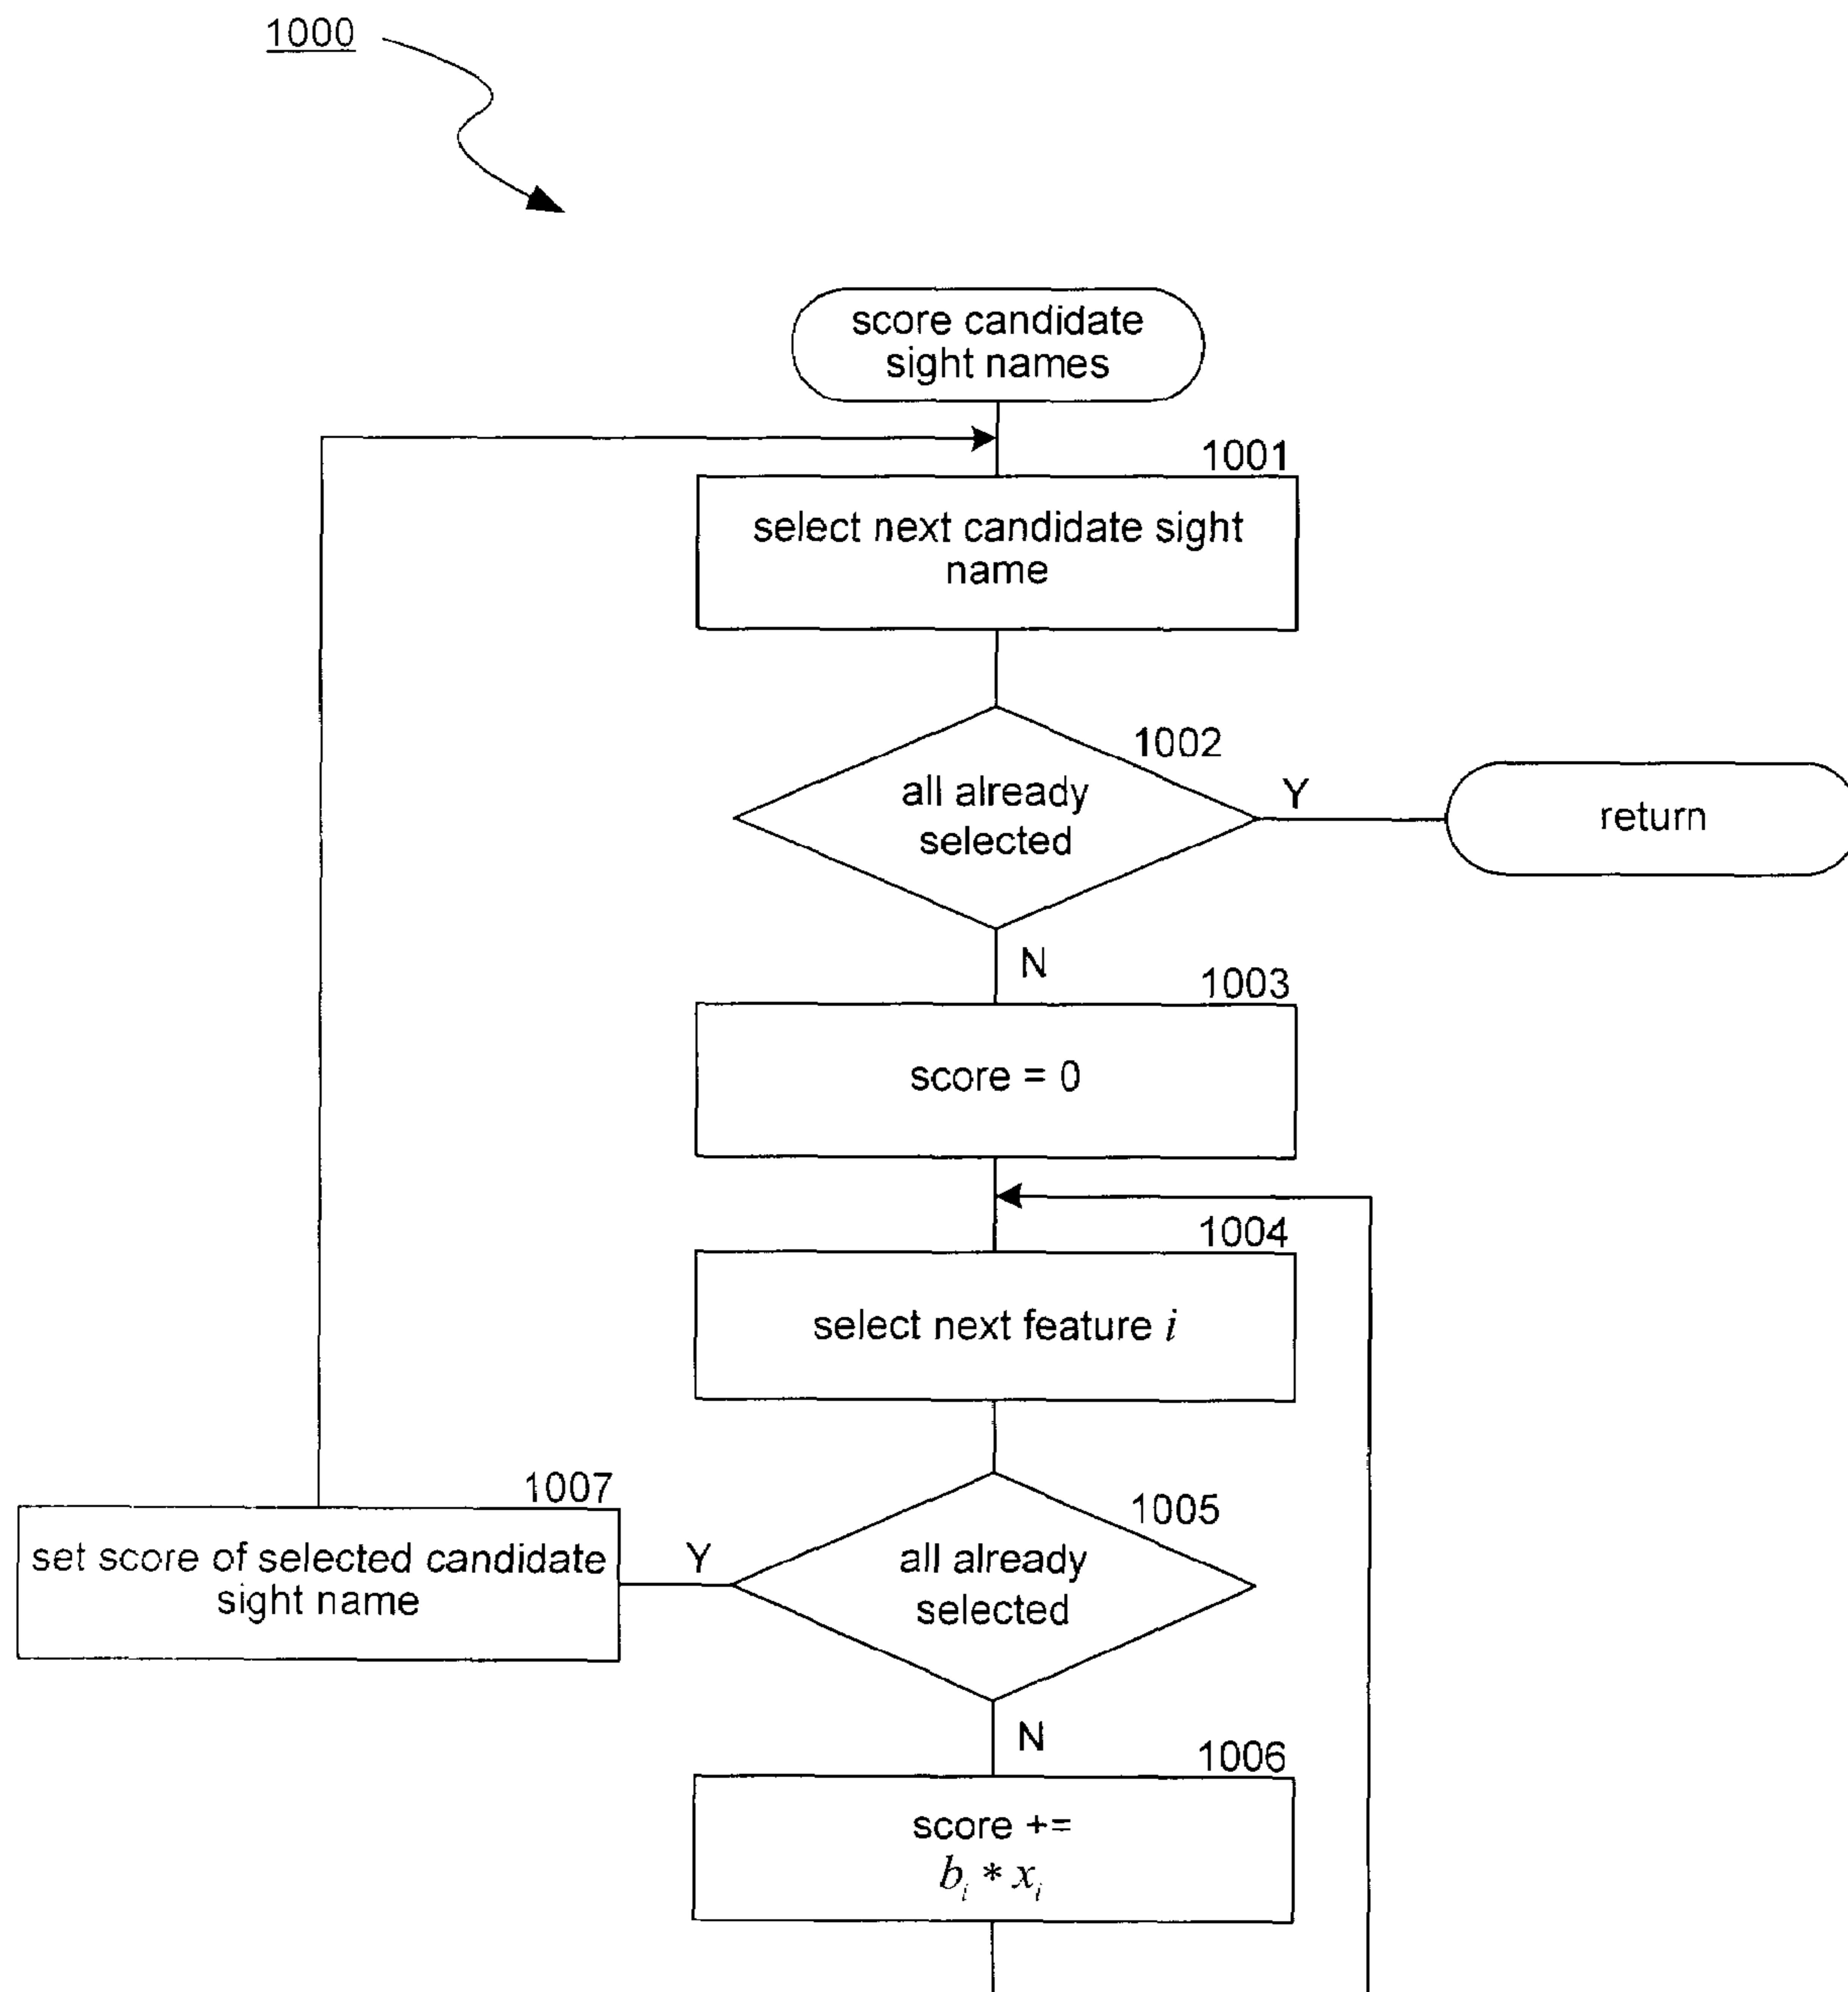 1000
score candidate
sight names
1001
select next candidate sight
name
1002
all already
selected
Y
return
N
1003
score = 0
1004
select next feature i
1005
all already
selected
Y
1007
set score of selected candidate
sight name
N
1006
score +=
b_i * x_i